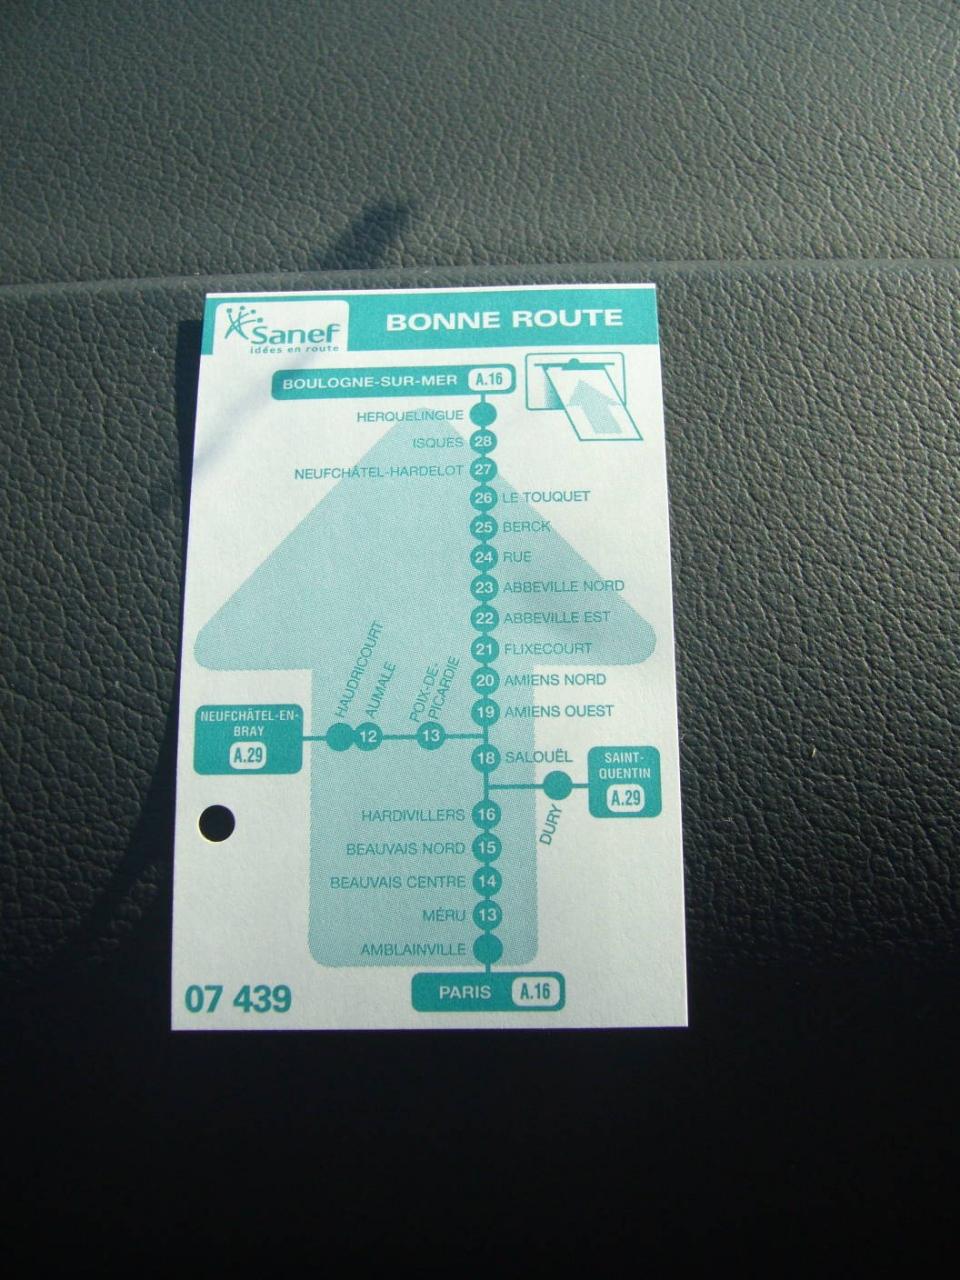 Sanef
idées en route
BONNE ROUTE
BOULOGNE-SUR-MER A.16
HERQUELINGUE
ISQUES 28
NEUFCHÂTEL-HARDELOT 27
26 LE TOUQUET
25 BERCK
24 RUE
23 ABBEVILLE NORD
22 ABBEVILLE EST
21 FLIXECOURT
20 AMIENS NORD
19 AMIENS OUEST
NEUFCHÂTEL-EN-
BRAY
A.29
HAUDRICOURT
12 AUMALE
POIX-DE-
PICARDIE
13
18 SALOUËL
DURY
SAINT-
QUENTIN
A.29
HARDIVILLERS 16
BEAUVAIS NORD 15
BEAUVAIS CENTRE 14
MÉRU 13
AMBLAINVILLE
PARIS A.16
07 439